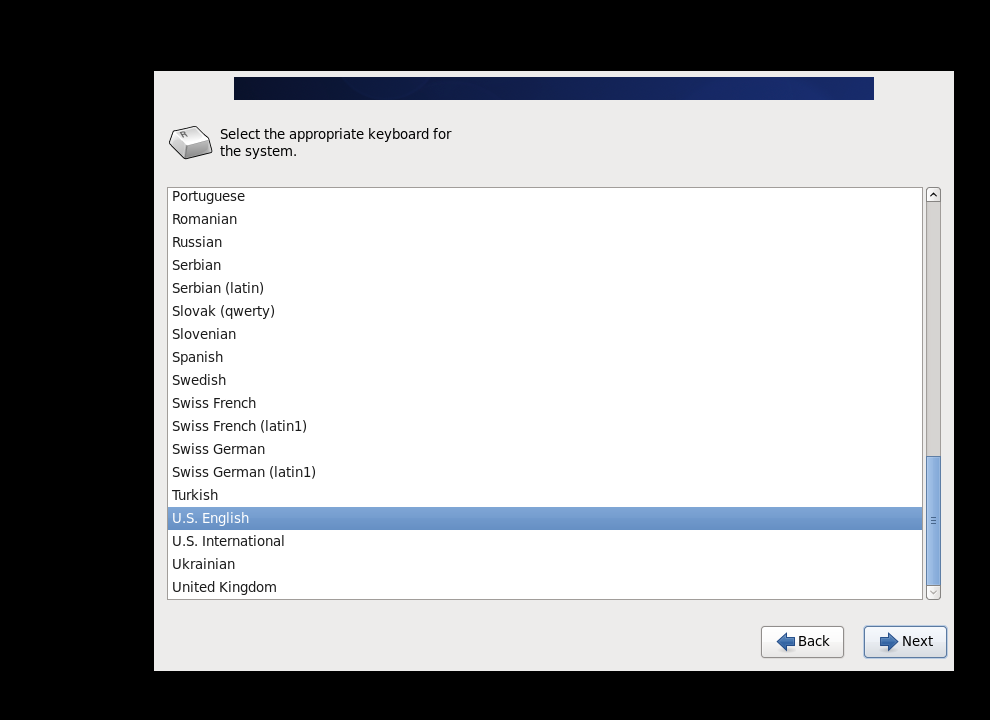 Select the appropriate keyboard for
the system.
Portuguese
Romanian
Russian
Serbian
Serbian (latin)
Slovak (qwerty)
Slovenian
Spanish
Swedish
Swiss French
Swiss French (latin1)
Swiss German
Swiss German (latin1)
Turkish
U.S. English
U.S. International
Ukrainian
United Kingdom
Back
Next